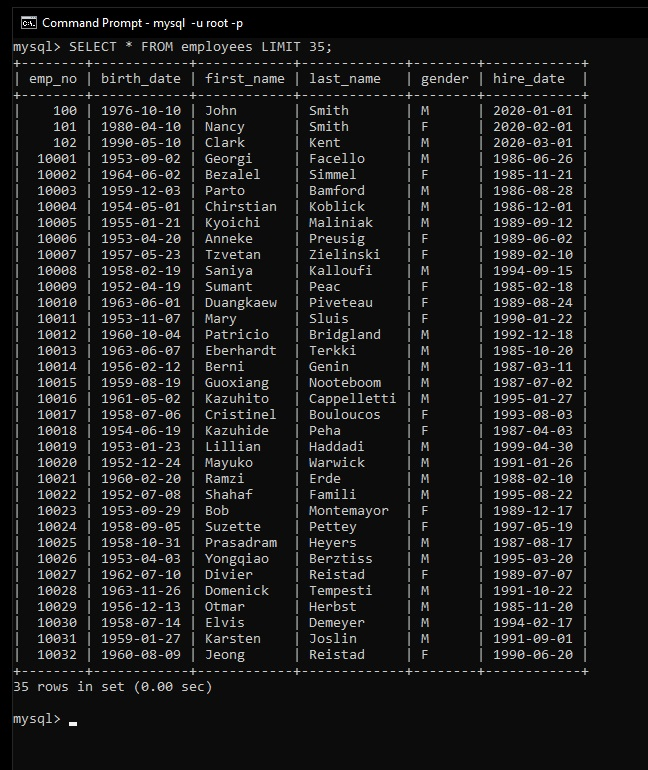 Command Prompt - mysql  -u root -p
mysql> SELECT * FROM employees LIMIT 35;
+--------+------------+------------+-------------+--------+------------+
| emp_no | birth_date | first_name | last_name   | gender | hire_date  |
+--------+------------+------------+-------------+--------+------------+
|    100 | 1976-10-10 | John       | Smith       | M      | 2020-01-01 |
|    101 | 1980-04-10 | Nancy      | Smith       | F      | 2020-02-01 |
|    102 | 1990-05-10 | Clark      | Kent        | M      | 2020-03-01 |
|  10001 | 1953-09-02 | Georgi     | Facello     | M      | 1986-06-26 |
|  10002 | 1964-06-02 | Bezalel    | Simmel      | F      | 1985-11-21 |
|  10003 | 1959-12-03 | Parto      | Bamford     | M      | 1986-08-28 |
|  10004 | 1954-05-01 | Chirstian  | Koblick     | M      | 1986-12-01 |
|  10005 | 1955-01-21 | Kyoichi    | Maliniak    | M      | 1989-09-12 |
|  10006 | 1953-04-20 | Anneke     | Preusig     | F      | 1989-06-02 |
|  10007 | 1957-05-23 | Tzvetan    | Zielinski   | F      | 1989-02-10 |
|  10008 | 1958-02-19 | Saniya     | Kalloufi    | M      | 1994-09-15 |
|  10009 | 1952-04-19 | Sumant     | Peac        | F      | 1985-02-18 |
|  10010 | 1963-06-01 | Duangkaew  | Piveteau    | F      | 1989-08-24 |
|  10011 | 1953-11-07 | Mary       | Sluis       | F      | 1990-01-22 |
|  10012 | 1960-10-04 | Patricio   | Bridgland   | M      | 1992-12-18 |
|  10013 | 1963-06-07 | Eberhardt  | Terkki      | M      | 1985-10-20 |
|  10014 | 1956-02-12 | Berni      | Genin       | M      | 1987-03-11 |
|  10015 | 1959-08-19 | Guoxiang   | Nooteboom   | M      | 1987-07-02 |
|  10016 | 1961-05-02 | Kazuhito   | Cappelletti | M      | 1995-01-27 |
|  10017 | 1958-07-06 | Cristinel  | Bouloucos   | F      | 1993-08-03 |
|  10018 | 1954-06-19 | Kazuhide   | Peha        | F      | 1987-04-03 |
|  10019 | 1953-01-23 | Lillian    | Haddadi     | M      | 1999-04-30 |
|  10020 | 1952-12-24 | Mayuko     | Warwick     | M      | 1991-01-26 |
|  10021 | 1960-02-20 | Ramzi      | Erde        | M      | 1988-02-10 |
|  10022 | 1952-07-08 | Shahaf     | Famili      | M      | 1995-08-22 |
|  10023 | 1953-09-29 | Bob        | Montemayor  | F      | 1989-12-17 |
|  10024 | 1958-09-05 | Suzette    | Pettey      | F      | 1997-05-19 |
|  10025 | 1958-10-31 | Prasadram  | Heyers      | M      | 1987-08-17 |
|  10026 | 1953-04-03 | Yongqiao   | Berztiss    | M      | 1995-03-20 |
|  10027 | 1962-07-10 | Divier     | Reistad     | F      | 1989-07-07 |
|  10028 | 1963-11-26 | Domenick   | Tempesti    | M      | 1991-10-22 |
|  10029 | 1956-12-13 | Otmar      | Herbst      | M      | 1985-11-20 |
|  10030 | 1958-07-14 | Elvis      | Demeyer     | M      | 1994-02-17 |
|  10031 | 1959-01-27 | Karsten    | Joslin      | M      | 1991-09-01 |
|  10032 | 1960-08-09 | Jeong      | Reistad     | F      | 1990-06-20 |
+--------+------------+------------+-------------+--------+------------+
35 rows in set (0.00 sec)
mysql>